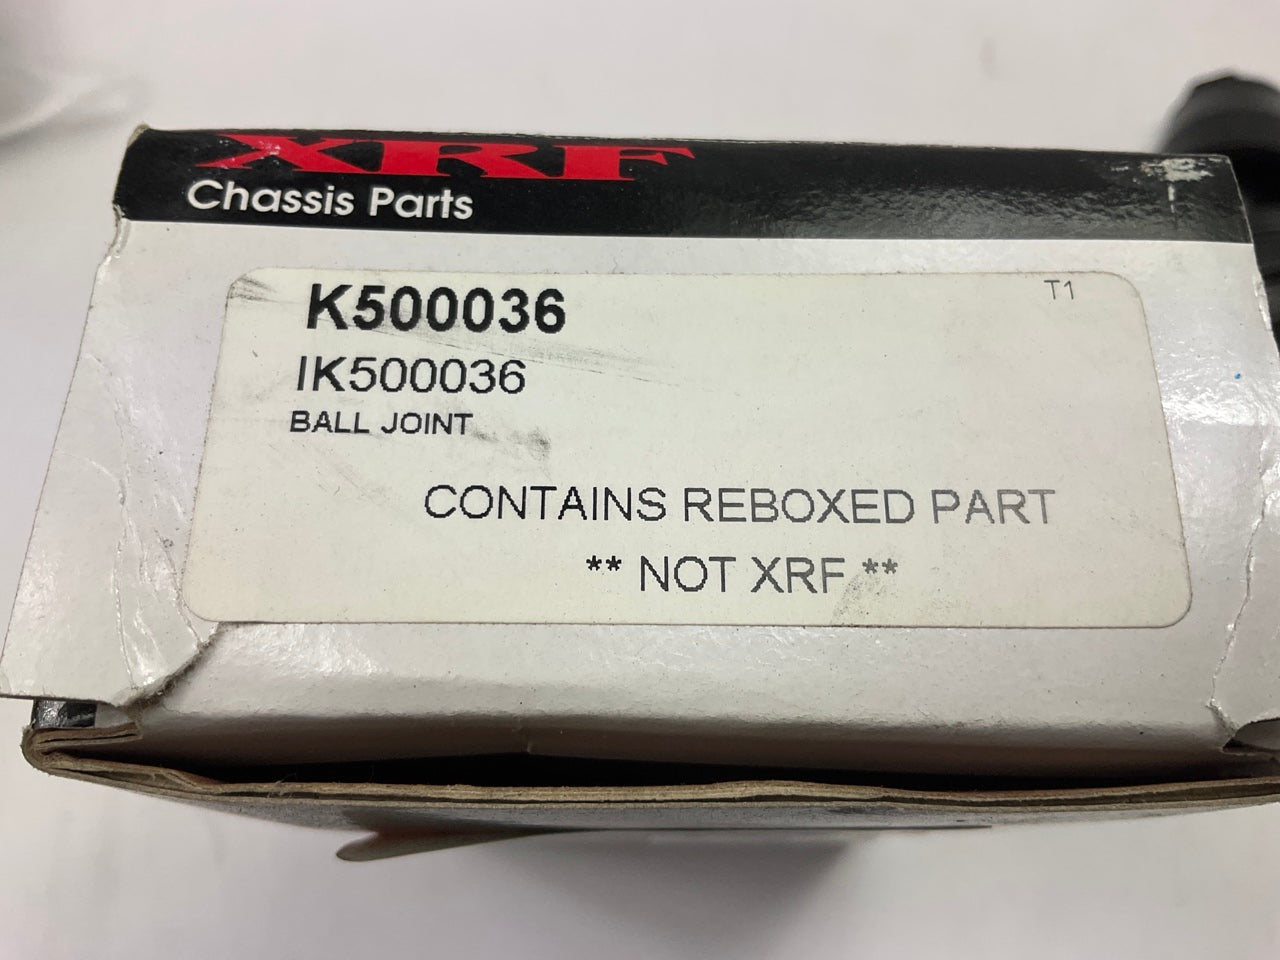 XRF
Chassis Parts
K500036
T1
IK500036
BALL JOINT
CONTAINS REBOXED PART
** NOT XRF **